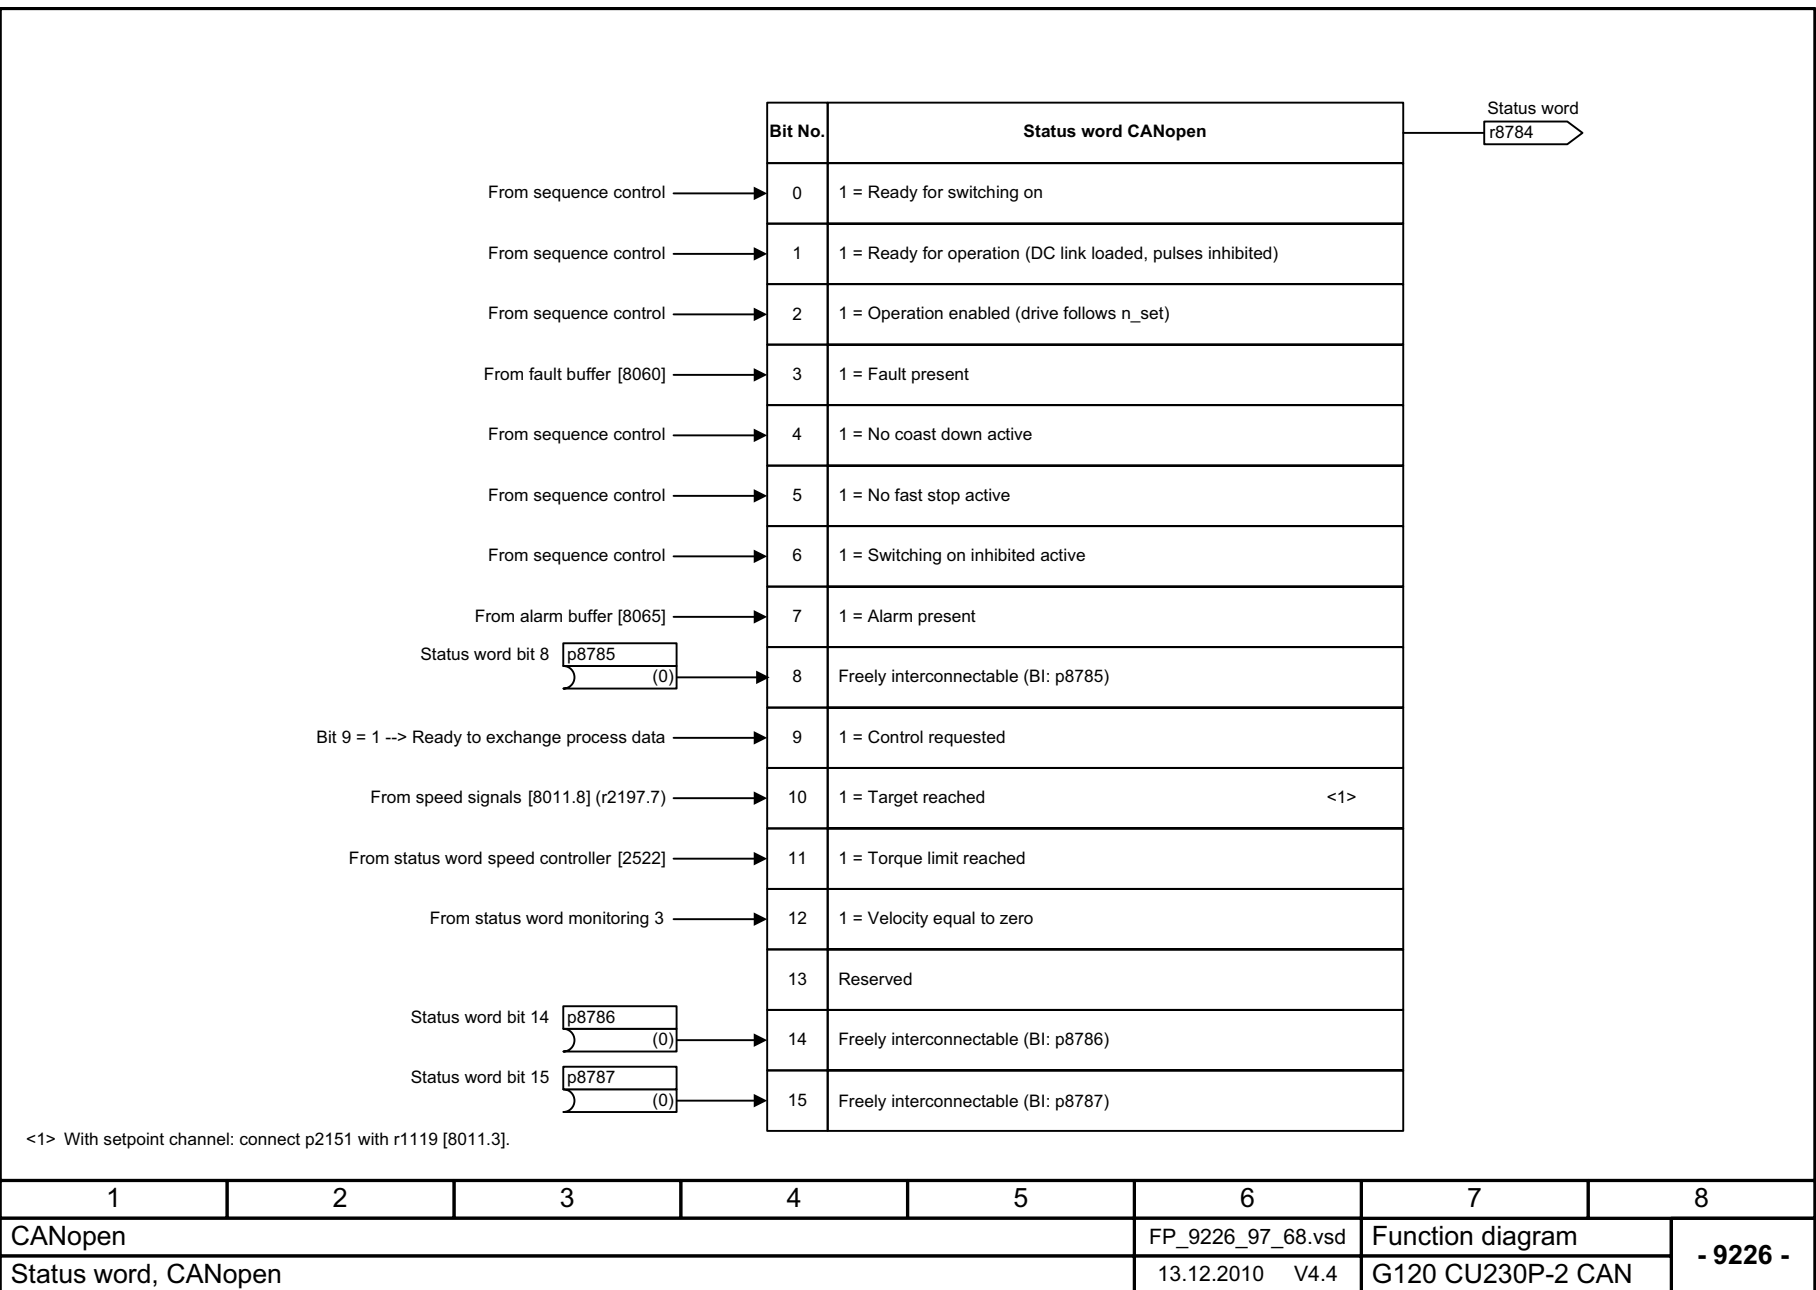 Status word
r8784
Bit No. Status word CANopen
From sequence control 0 1 = Ready for switching on
From sequence control 1 1 = Ready for operation (DC link loaded, pulses inhibited)
From sequence control 2 1 = Operation enabled (drive follows n_set)
From fault buffer [8060] 3 1 = Fault present
From sequence control 4 1 = No coast down active
From sequence control 5 1 = No fast stop active
From sequence control 6 1 = Switching on inhibited active
From alarm buffer [8065] 7 1 = Alarm present
Status word bit 8 p8785
(0) 8 Freely interconnectable (BI: p8785)
Bit 9 = 1 --> Ready to exchange process data 9 1 = Control requested
From speed signals [8011.8] (r2197.7) 10 1 = Target reached <1>
From status word speed controller [2522] 11 1 = Torque limit reached
From status word monitoring 3 12 1 = Velocity equal to zero
13 Reserved
Status word bit 14 p8786
(0) 14 Freely interconnectable (BI: p8786)
Status word bit 15 p8787
(0) 15 Freely interconnectable (BI: p8787)
<1> With setpoint channel: connect p2151 with r1119 [8011.3].
1 2 3 4 5 6 7 8
CANopen FP_9226_97_68.vsd Function diagram - 9226 -
Status word, CANopen 13.12.2010 V4.4 G120 CU230P-2 CAN